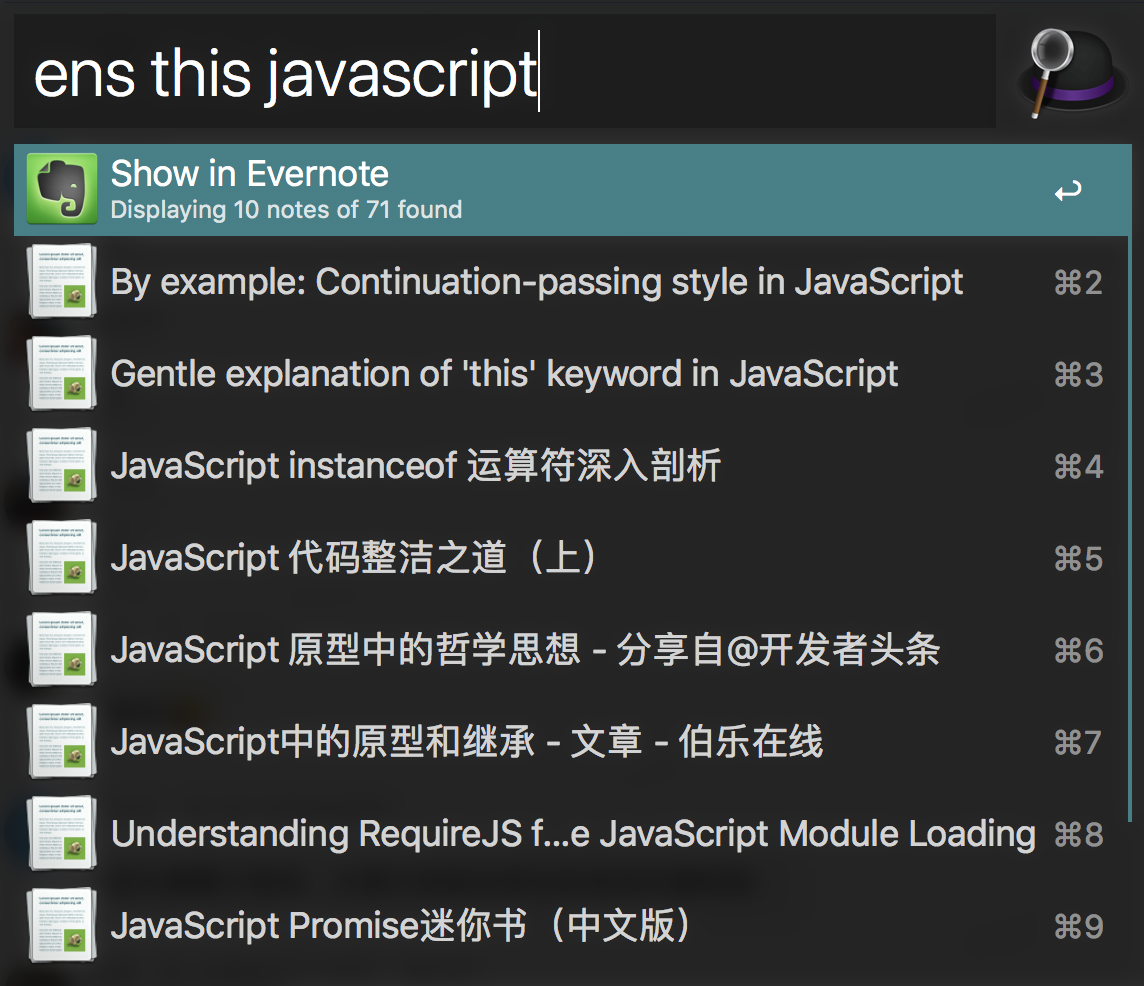 ens this javascript
Show in Evernote
Displaying 10 notes of 71 found
By example: Continuation-passing style in JavaScript ⌘2
Gentle explanation of 'this' keyword in JavaScript ⌘3
JavaScript instanceof 运算符深入剖析 ⌘4
JavaScript 代码整洁之道（上） ⌘5
JavaScript 原型中的哲学思想 - 分享自@开发者头条 ⌘6
JavaScript中的原型和继承 - 文章 - 伯乐在线 ⌘7
Understanding RequireJS f...e JavaScript Module Loading ⌘8
JavaScript Promise迷你书（中文版） ⌘9